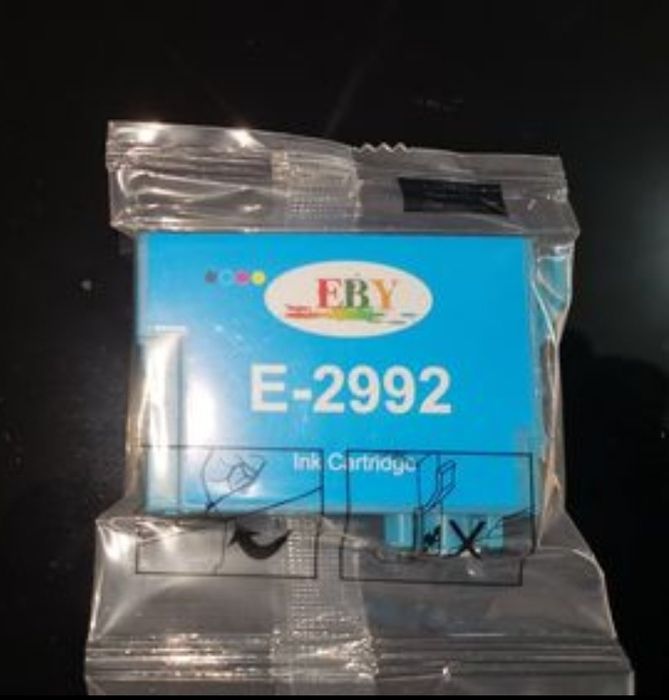 EBY
E-2992
Ink Cartridge
X